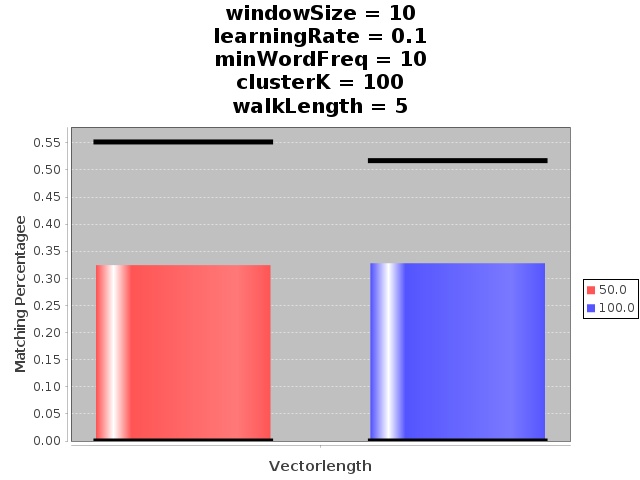 windowSize = 10
learningRate = 0.1
minWordFreq = 10
clusterK = 100
walkLength = 5
0.55
0.50
0.45
0.40
0.35
0.30
0.25
0.20
0.15
0.10
0.05
0.00
Matching Percentagee
Vectorlength
50.0
100.0